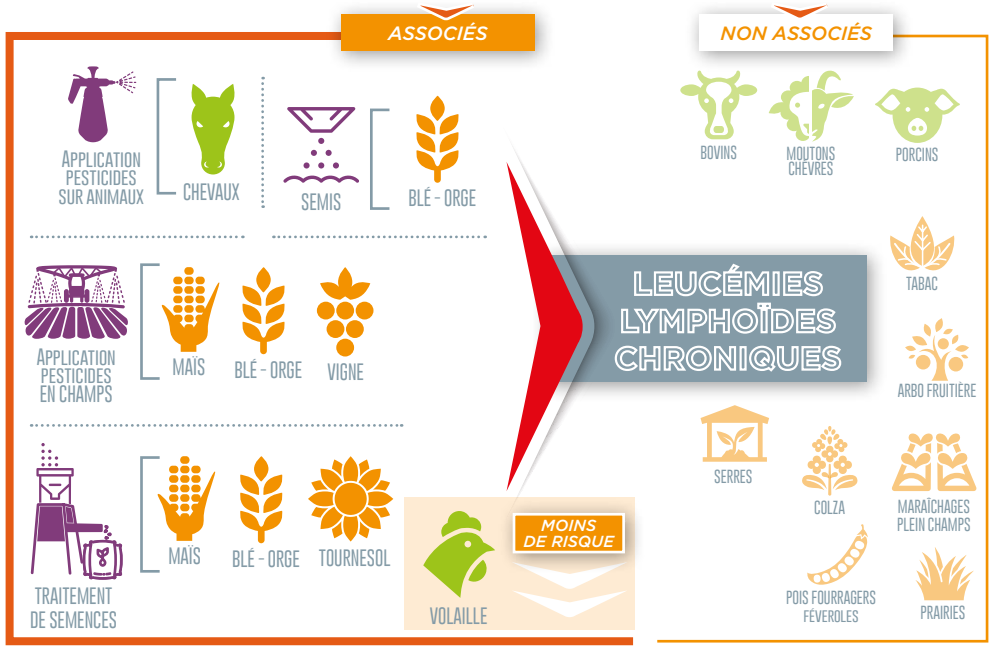 ASSOCIÉS
APPLICATION
PESTICIDES
SUR ANIMAUX
CHEVAUX
SEMIS
BLÉ - ORGE
APPLICATION
PESTICIDES
EN CHAMPS
MAÏS
BLÉ - ORGE
VIGNE
TRAITEMENT
DE SEMENCES
MAÏS
BLÉ - ORGE
TOURNESOL
VOLAILLE
MOINS
DE RISQUE
LEUCÉMIES
LYMPHOÏDES
CHRONIQUES
NON ASSOCIÉS
BOVINS
MOUTONS
CHÈVRES
PORCINS
TABAC
ARBO FRUITIÈRE
SERRES
COLZA
MARAÎCHAGES
PLEIN CHAMPS
POIS FOURRAGERS
FÉVEROLES
PRAIRIES